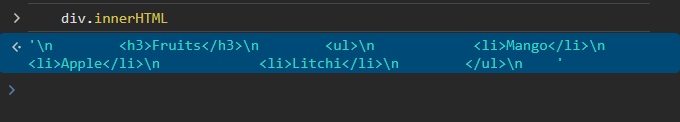 div.innerHTML
'\n        <h3>Fruits</h3>\n        <ul>\n            <li>Mango</li>\n
<li>Apple</li>\n            <li>Litchi</li>\n        </ul>\n    '